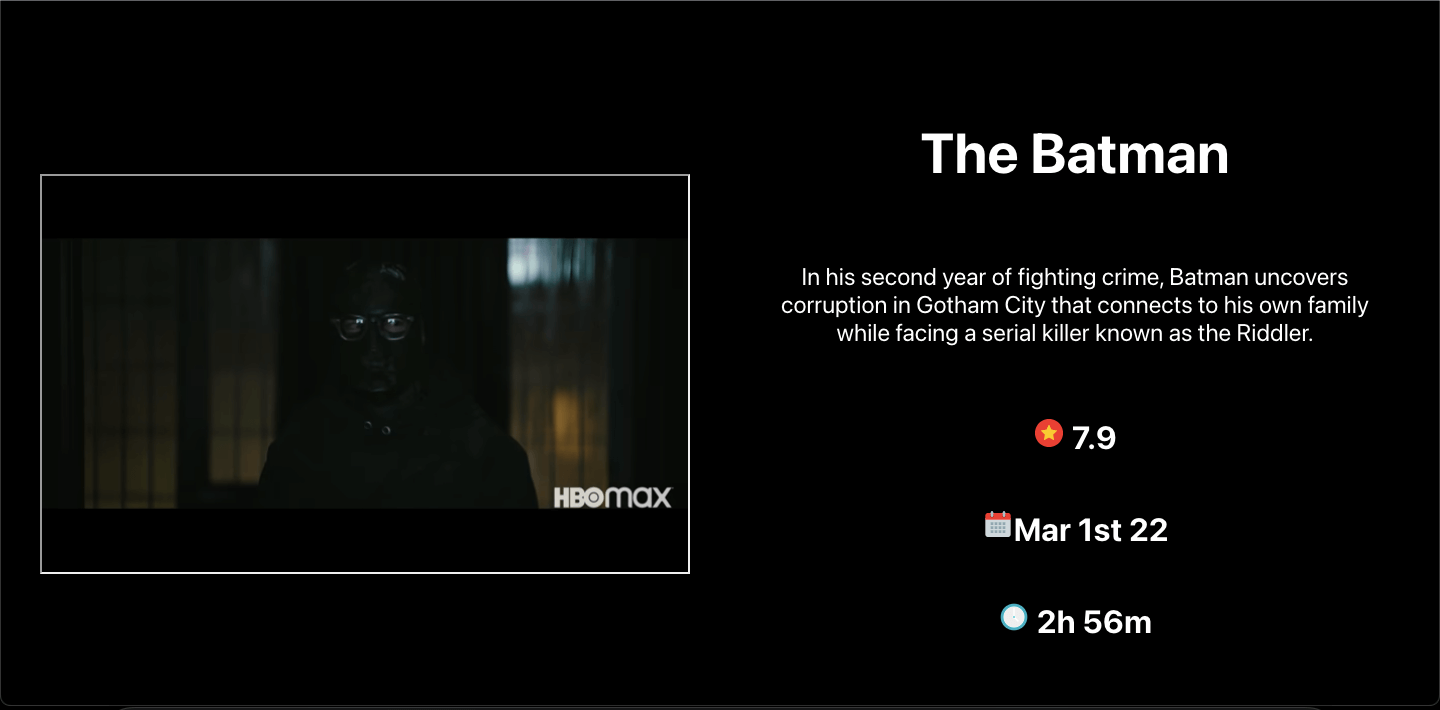 The Batman
In his second year of fighting crime, Batman uncovers
corruption in Gotham City that connects to his own family
while facing a serial killer known as the Riddler.
7.9
Mar 1st 22
2h 56m
HBOmax